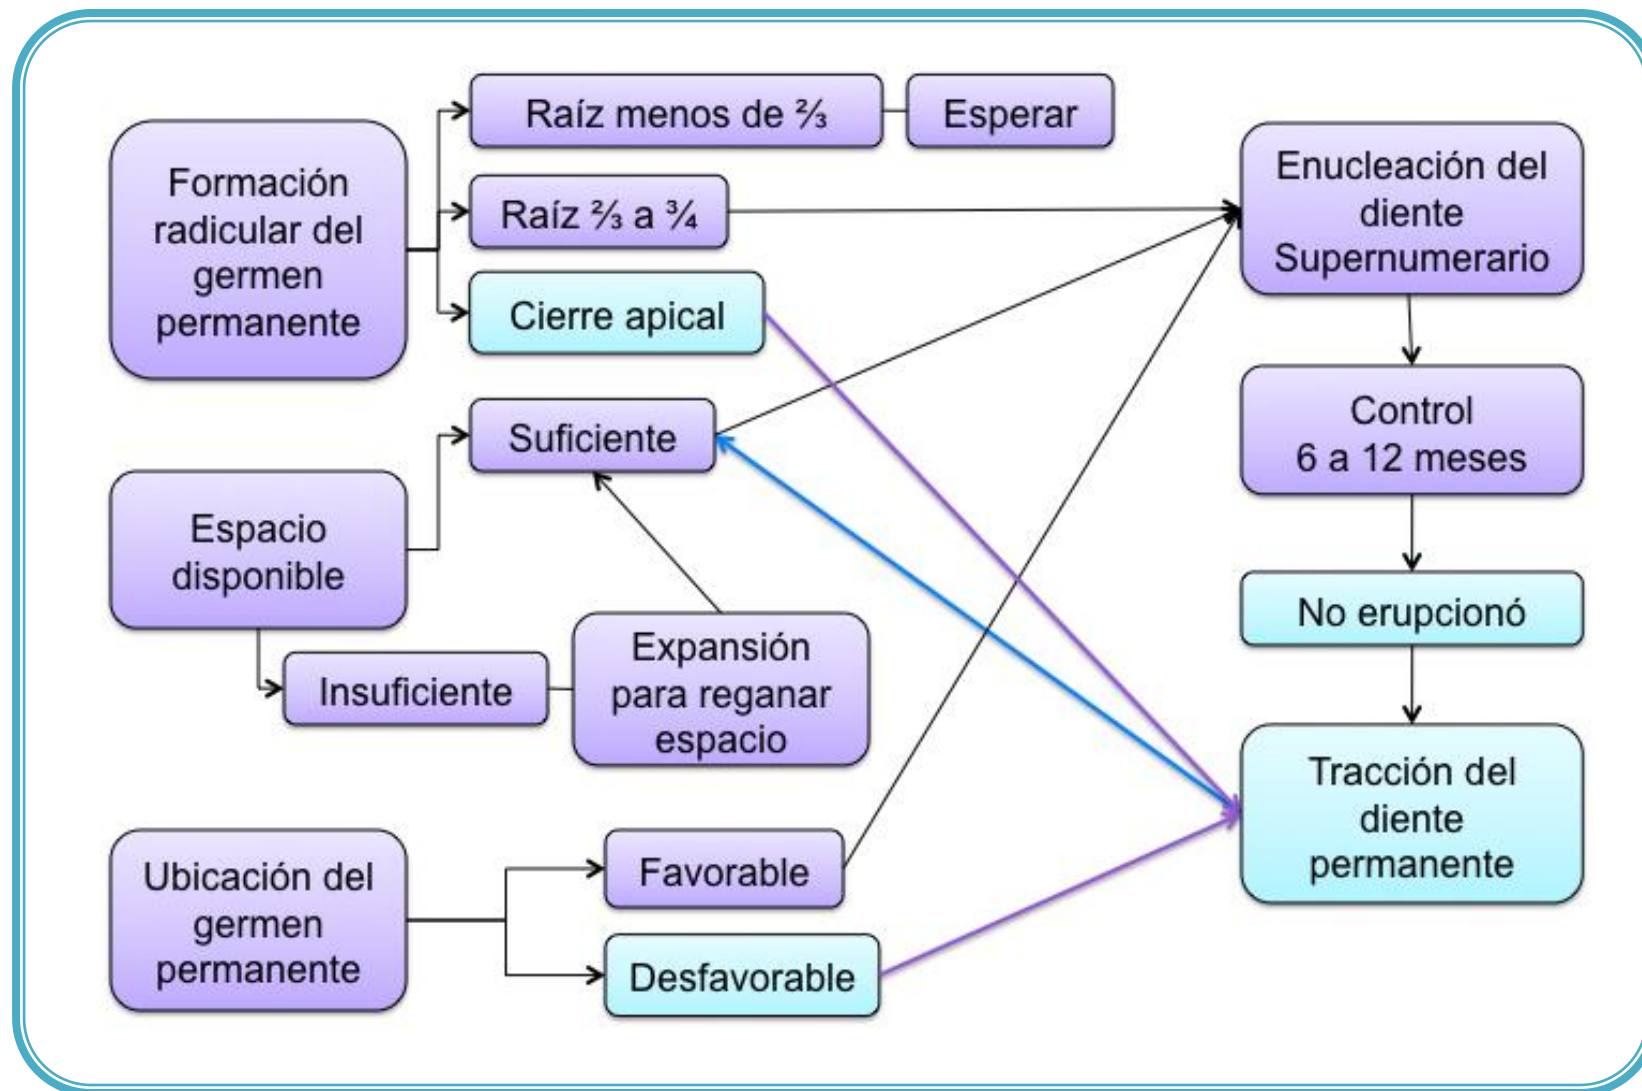 Formación
radicular del
germen
permanente
Raíz menos de ⅔
Esperar
Raíz ⅔ a ¾
Cierre apical
Espacio
disponible
Suficiente
Insuficiente
Expansión
para reganar
espacio
Ubicación del
germen
permanente
Favorable
Desfavorable
Enucleación del
diente
Supernumerario
Control
6 a 12 meses
No erupcionó
Tracción del
diente
permanente